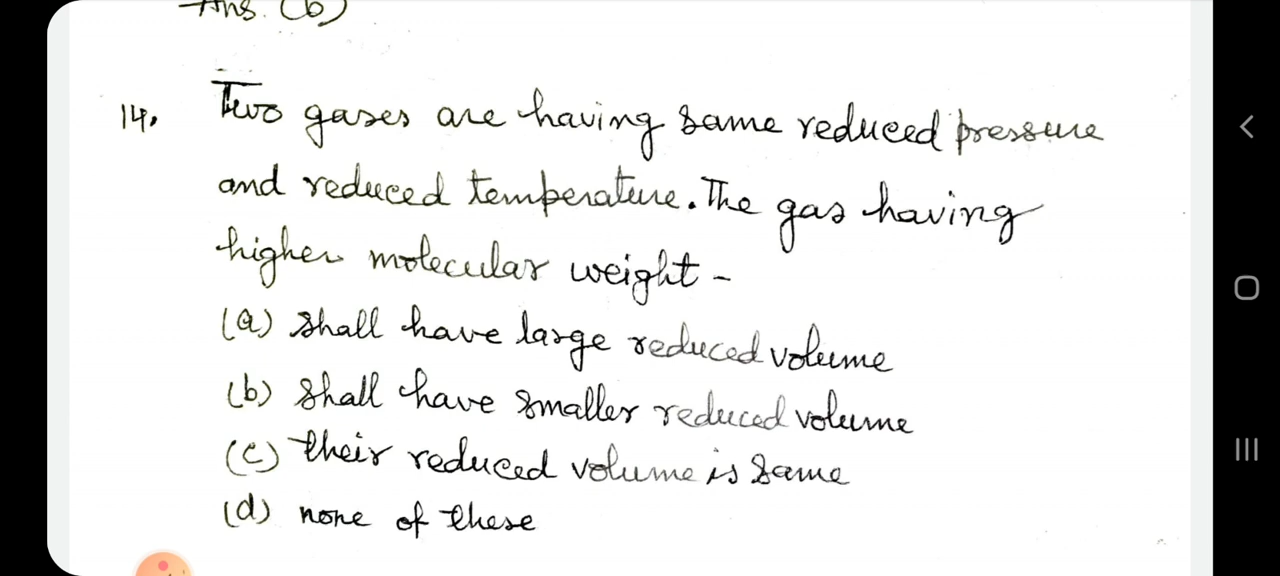 Ans. (b)
14. Two gases are having same reduced pressure
and reduced temperature. The gas having
higher molecular weight -
(a) shall have large reduced volume
(b) shall have smaller reduced volume
(c) their reduced volume is same
(d) none of these